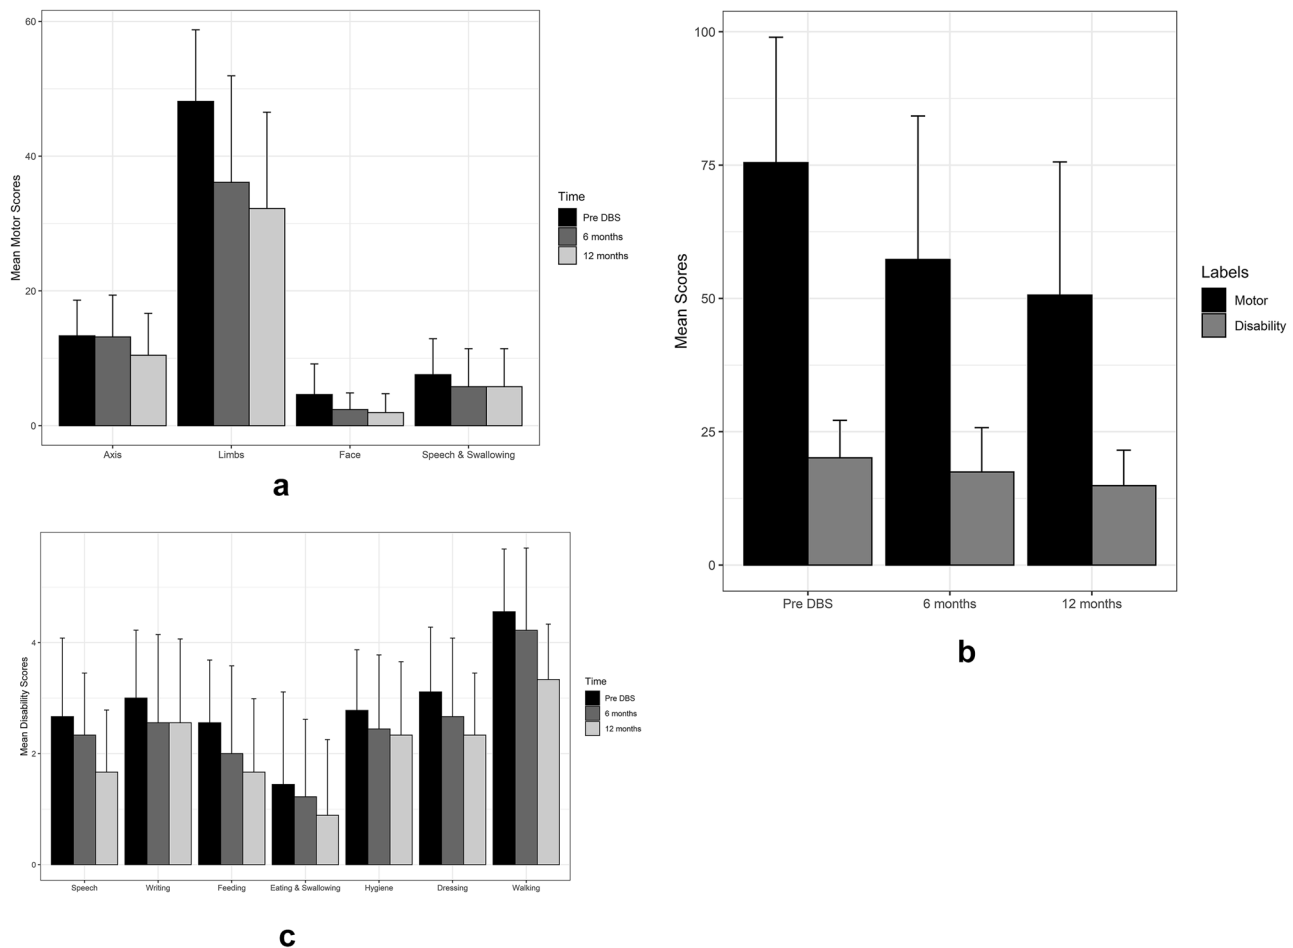 60
40
20
0
Mean Motor Scores
Axis
Limbs
Face
Speech & Swallowing
Time
Pre DBS
6 months
12 months
a
100
75
50
25
0
Mean Scores
Pre DBS
6 months
12 months
Labels
Motor
Disability
b
4
2
0
Mean Disability Scores
Speech
Writing
Feeding
Eating & Swallowing
Hygiene
Dressing
Walking
Time
Pre DBS
6 months
12 months
c